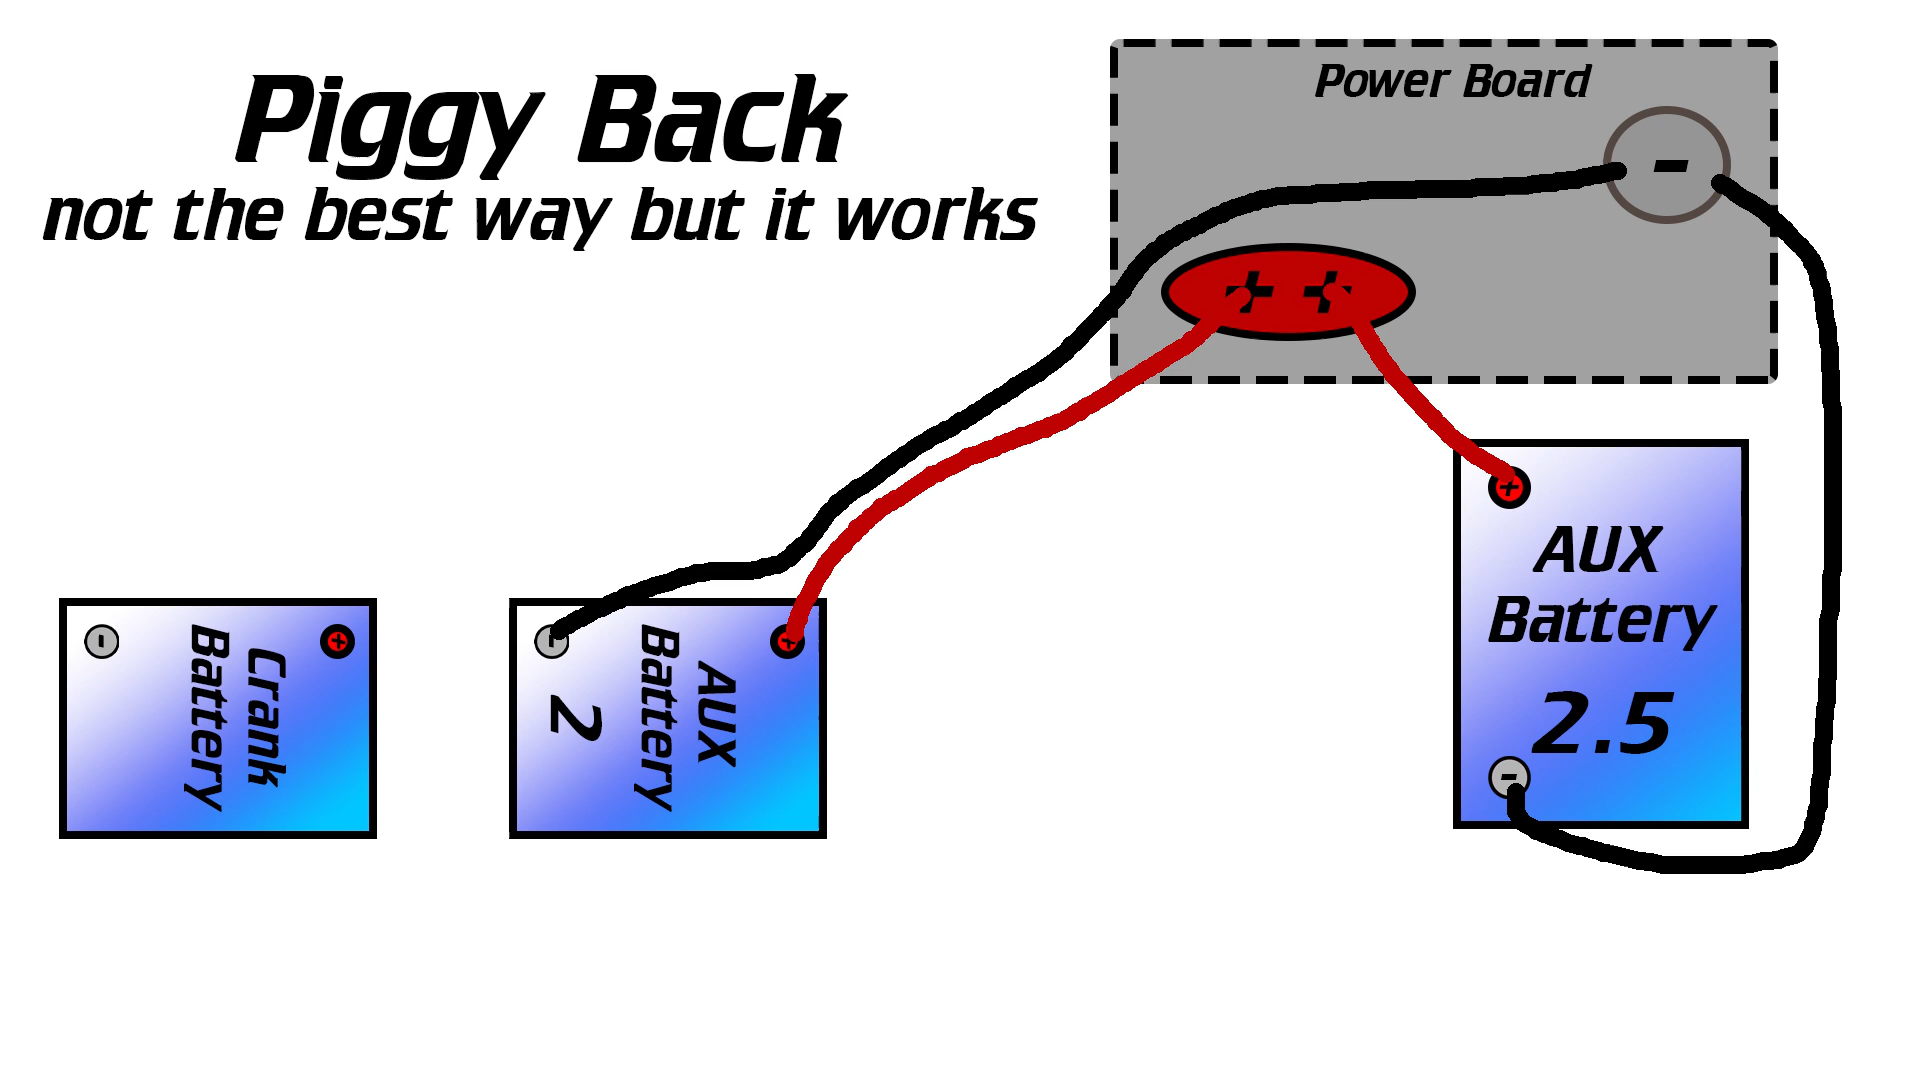 Piggy Back
not the best way but it works
Power Board
-
+ +
- +
Crank
Battery
- +
AUX
Battery
2
+
AUX
Battery
2.5
-